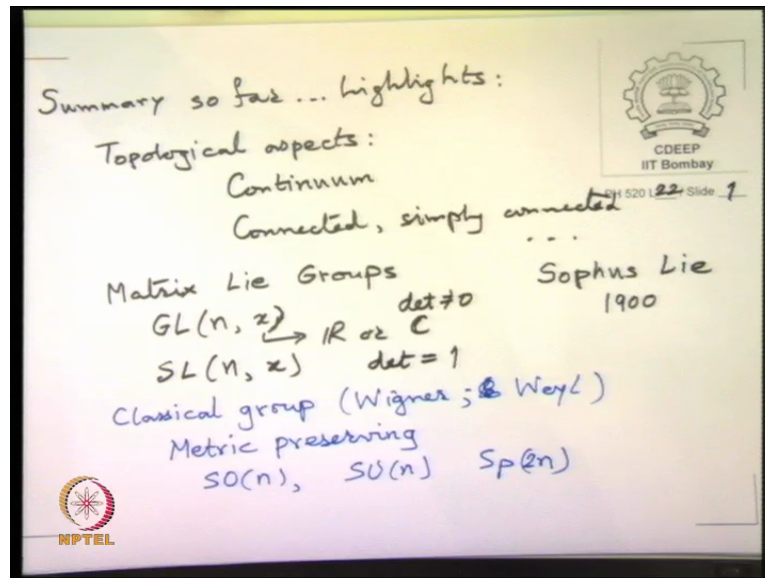 Summary so far ... highlights:
CDEEP
IIT Bombay
PH 520 L 22 / Slide 1
Topological aspects:
Continuum
Connected, simply connected
...
Matrix Lie Groups
Sophus Lie
1900
GL(n, x) → IR or C det ≠ 0
SL(n, x) det = 1
Classical group (Wigner; & Weyl)
Metric preserving
SO(n), SU(n) Sp(2n)
NPTEL